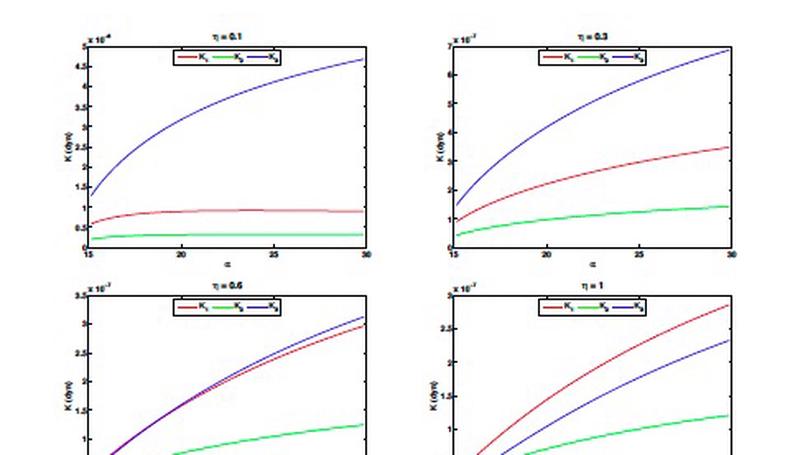 η = 0.1
x 10
5
4.5
4
3.5
3
2.5
2
1.5
1
0.5
0
K (dyn)
K₁ K₂ K₃
15 20 25 30
α
η = 0.3
x 10⁻⁷
7
6
5
4
3
2
1
0
K (dyn)
K₁ K₂ K₃
15 20 25 30
α
η = 0.6
x 10⁻⁷
3.5
3
2.5
2
1.5
1
K (dyn)
K₁ K₂ K₃
η = 1
x 10⁻⁷
3
2.5
2
1.5
1
K (dyn)
K₁ K₂ K₃